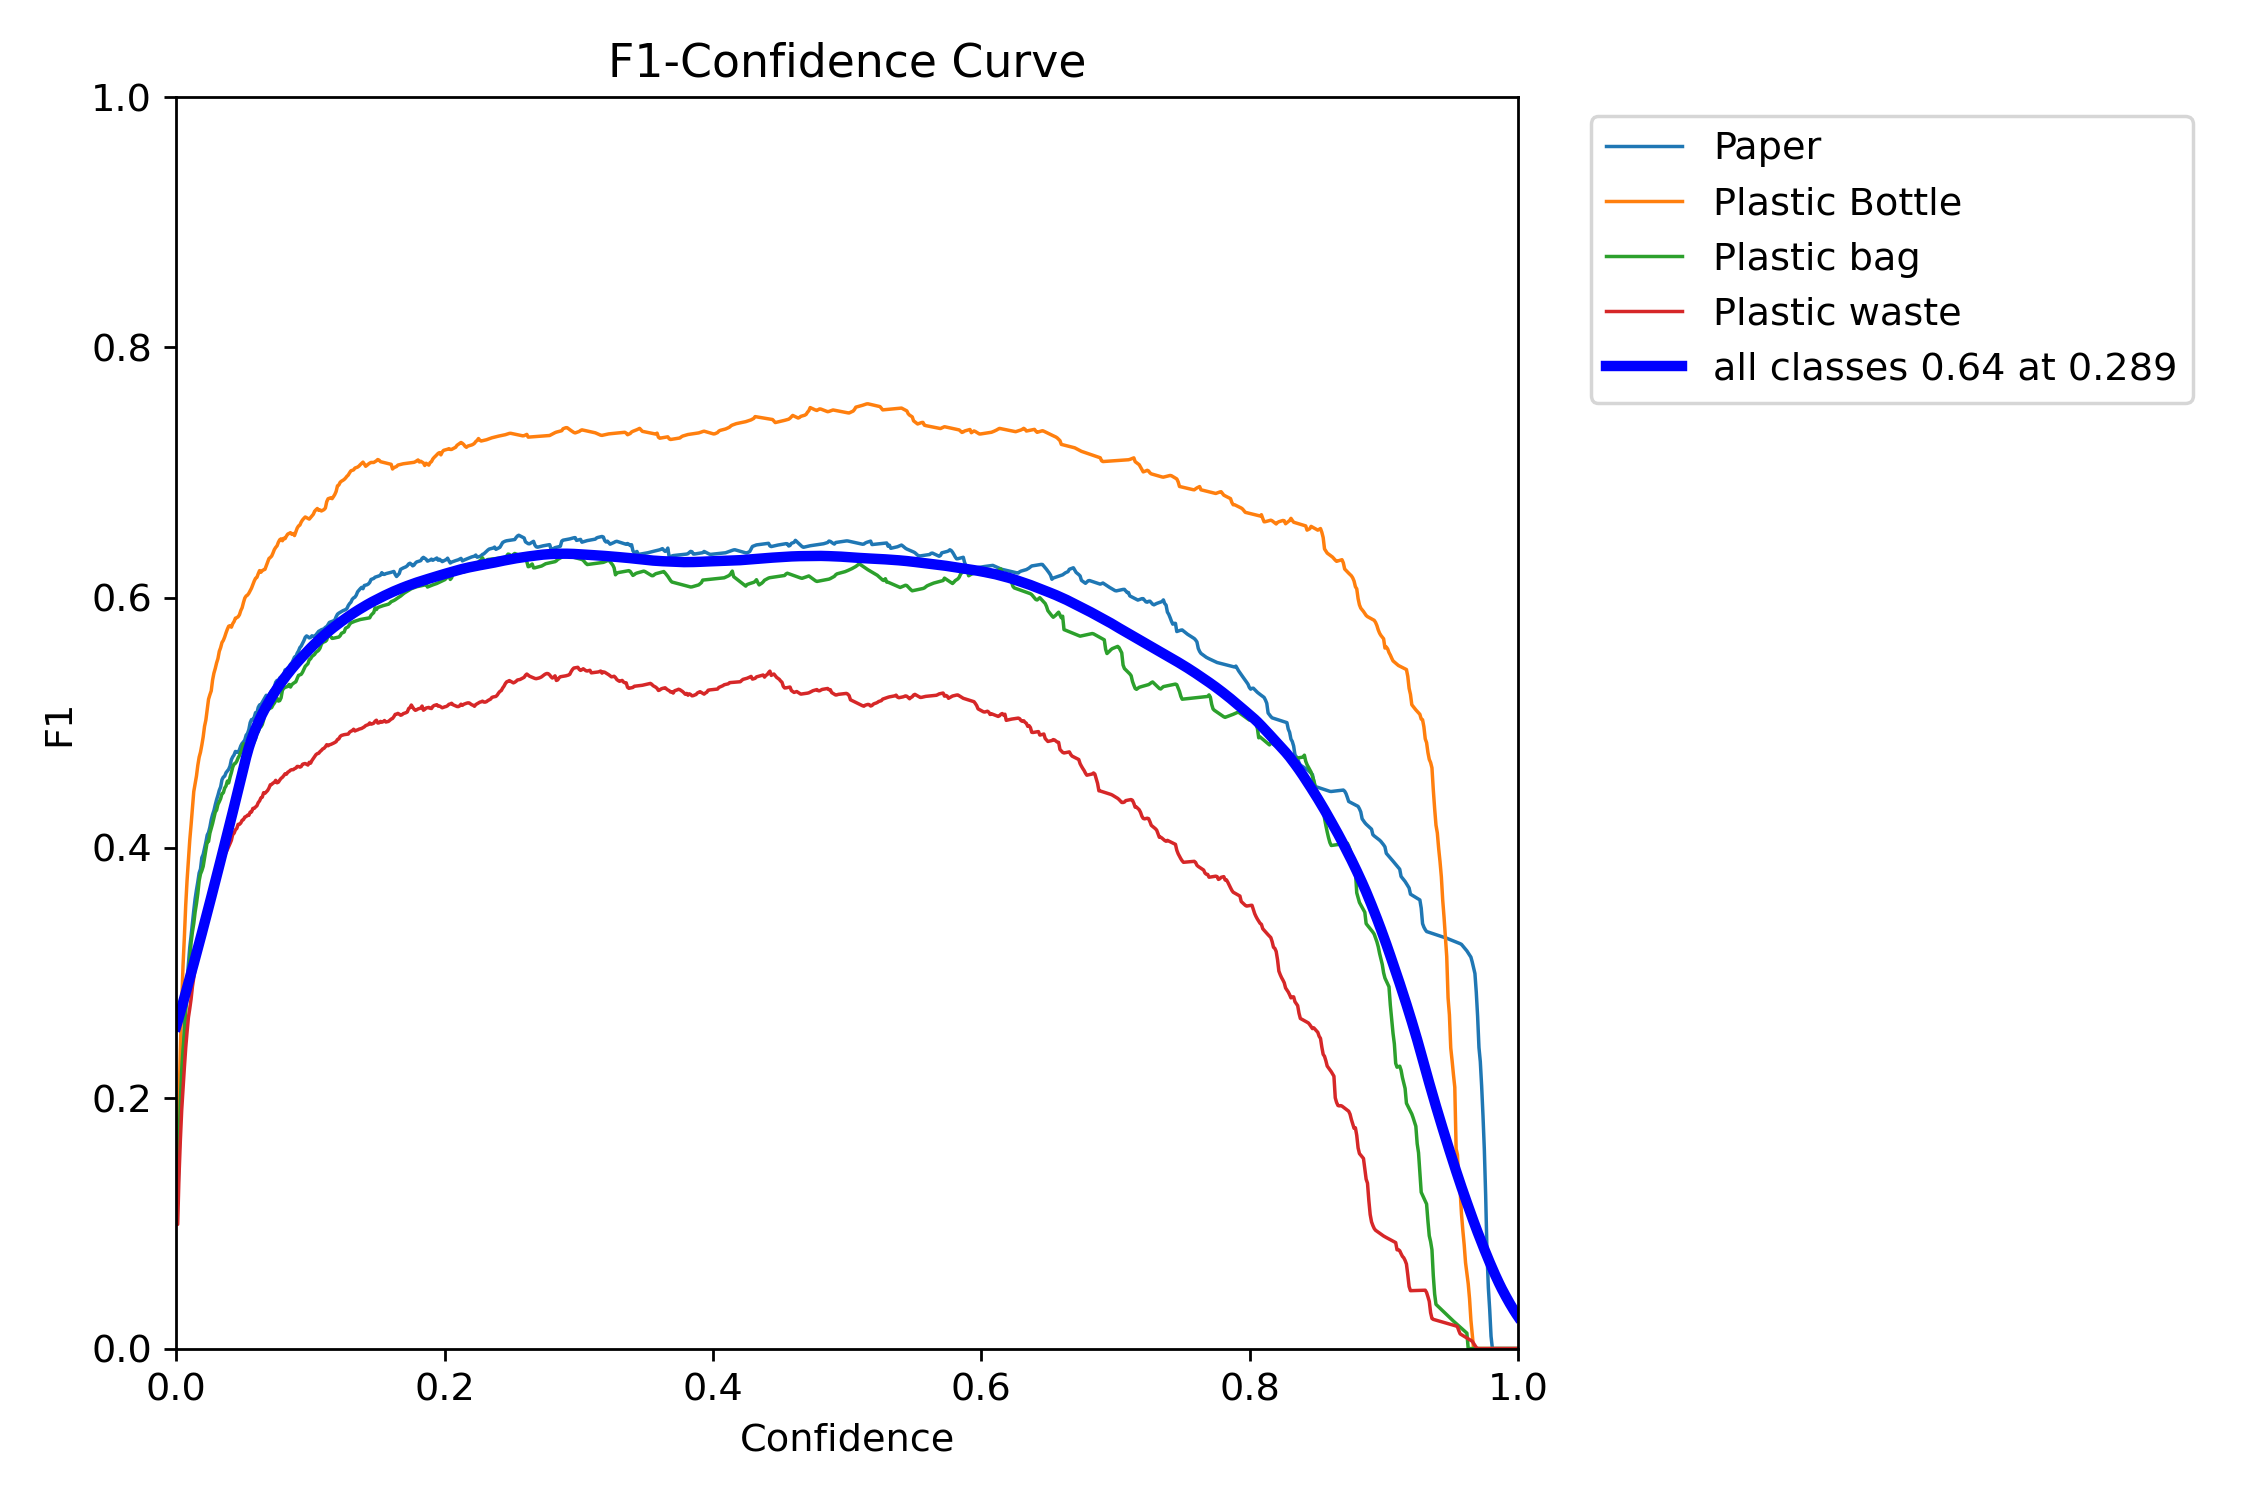 F1-Confidence Curve
1.0
0.8
0.6
0.4
0.2
0.0
F1
0.0 0.2 0.4 0.6 0.8 1.0
Confidence
Paper
Plastic Bottle
Plastic bag
Plastic waste
all classes 0.64 at 0.289